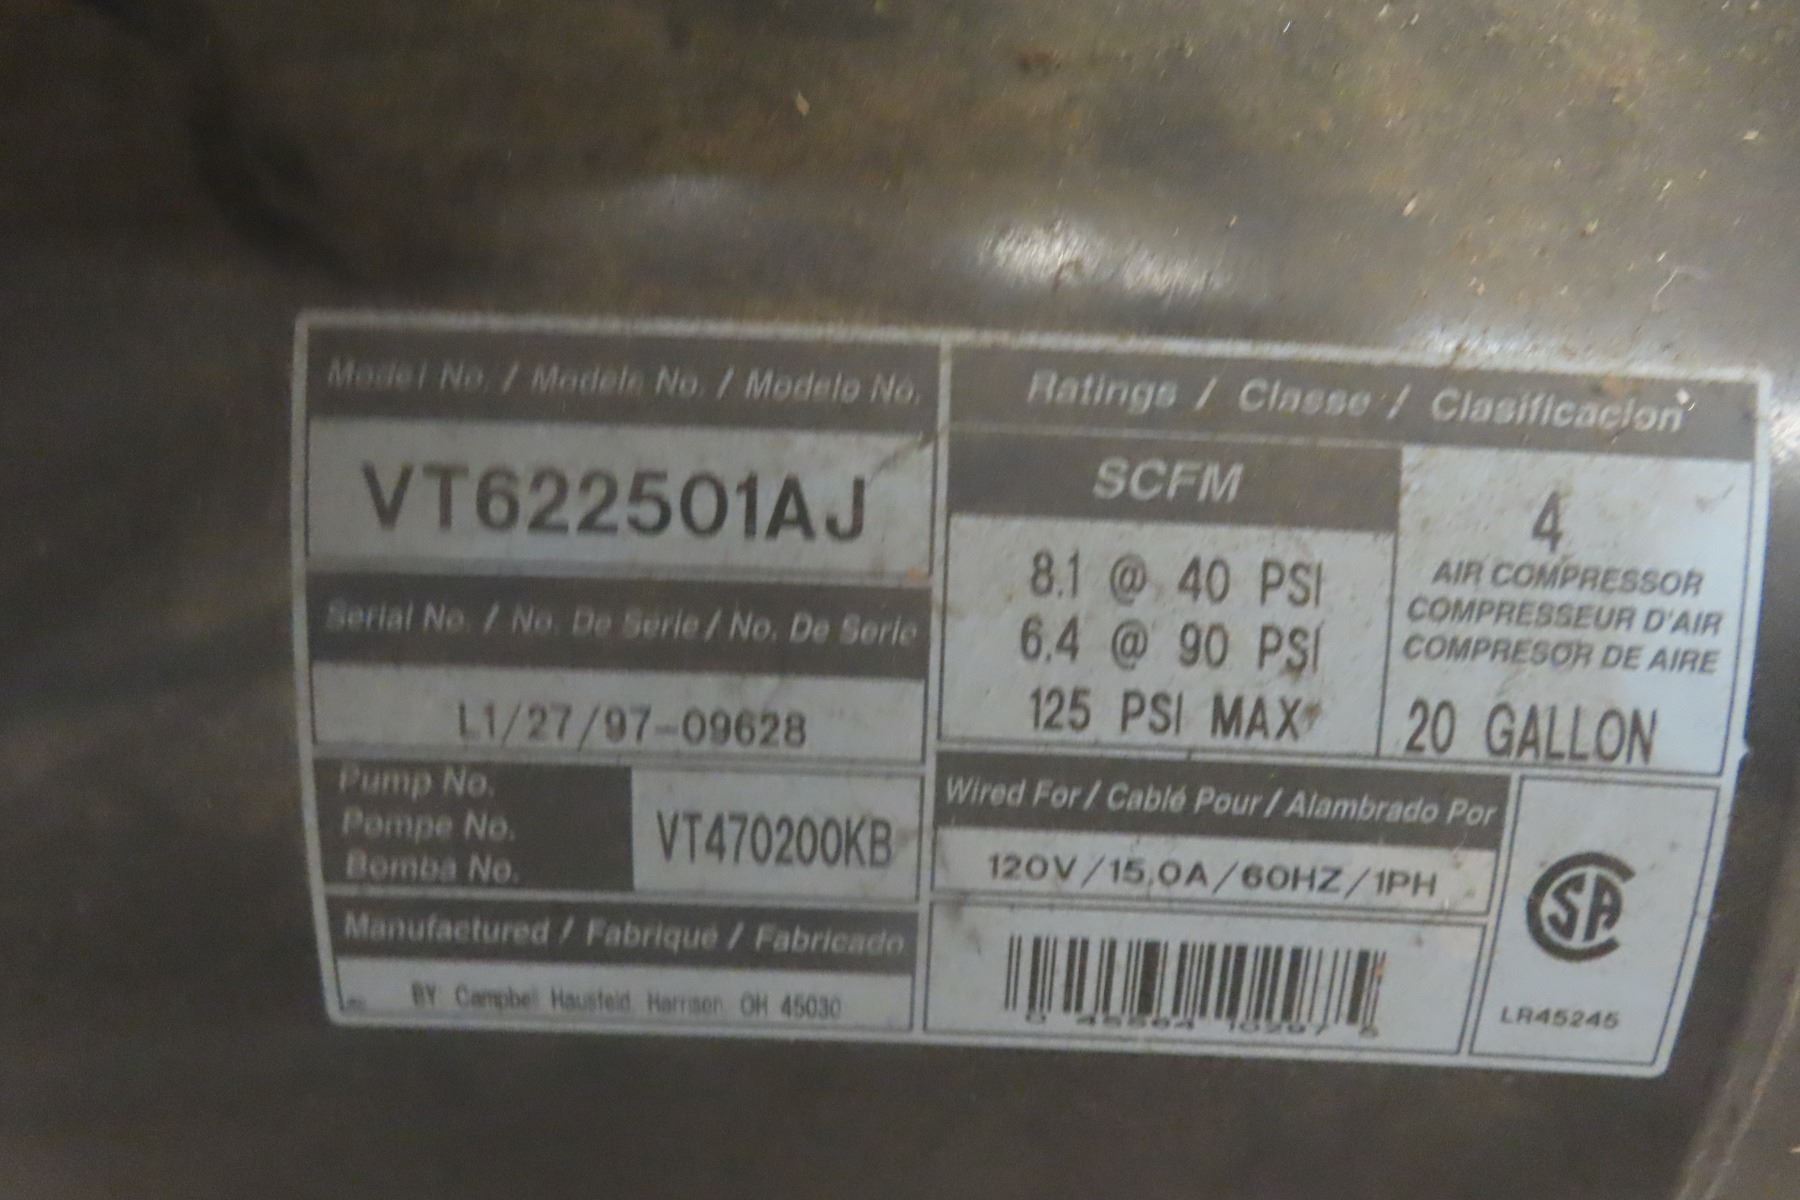 Model No. / Modele No. / Modelo No.
VT622501AJ
Serial No. / No. De Serie / No. De Serie
L1/27/97-09628
Pump No.
Pompe No.
Bomba No.
VT470200KB
Manufactured / Fabriqué / Fabricado
BY Campbell Hausfeld Harrison OH 45030
Ratings / Classe / Clasificacion
SCFM
8.1 @ 40 PSI
6.4 @ 90 PSI
125 PSI MAX
4
AIR COMPRESSOR
COMPRESSEUR D'AIR
COMPRESOR DE AIRE
20 GALLON
Wired For / Cablé Pour / Alambrado Por
120V/15.0A/60HZ/1PH
SA
LR45245